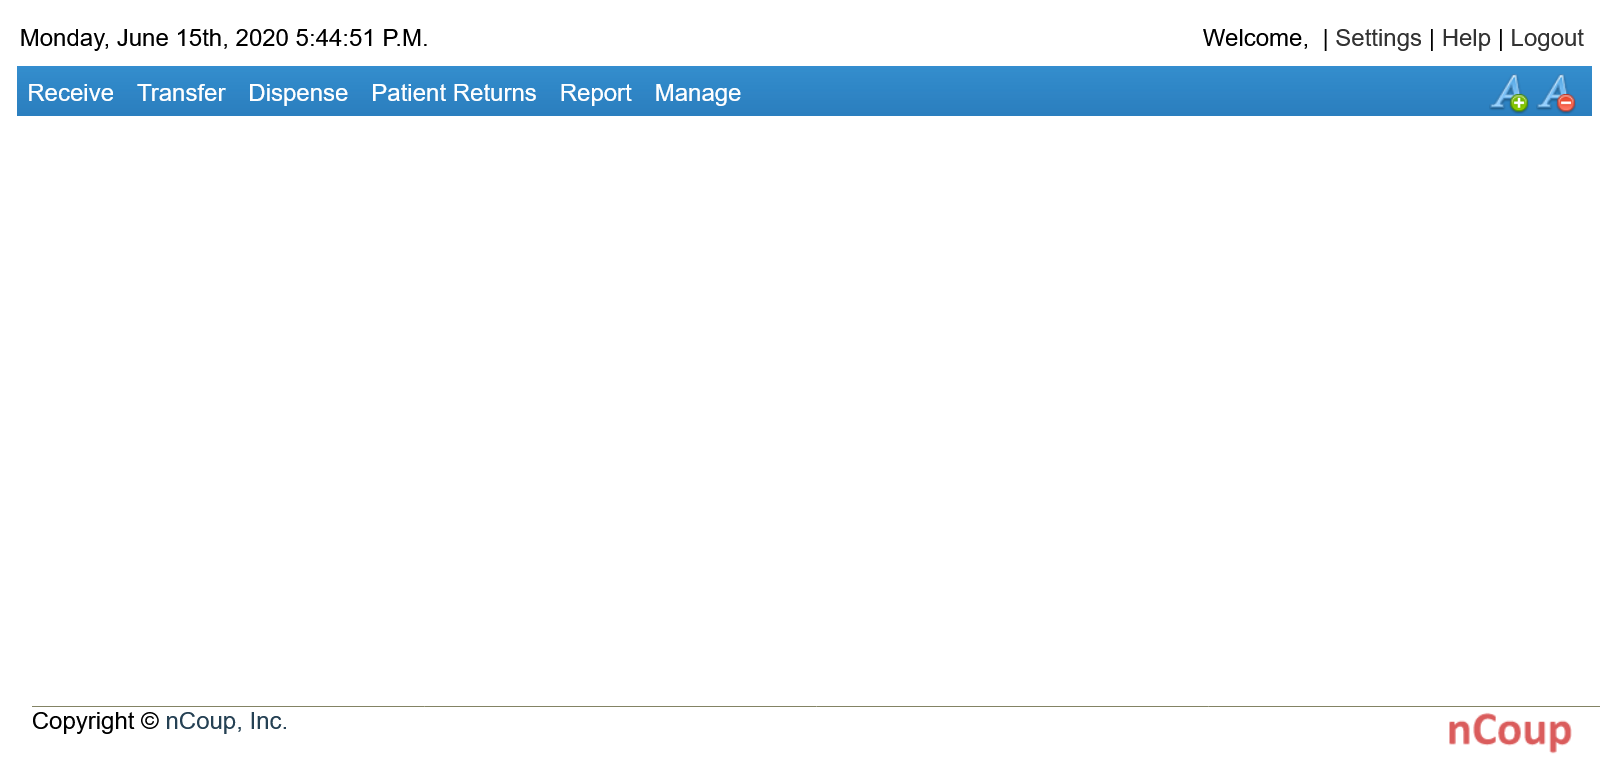 Monday, June 15th, 2020 5:44:51 P.M.
Welcome,  | Settings | Help | Logout
Receive Transfer Dispense Patient Returns Report Manage
A A
Copyright © nCoup, Inc.
nCoup